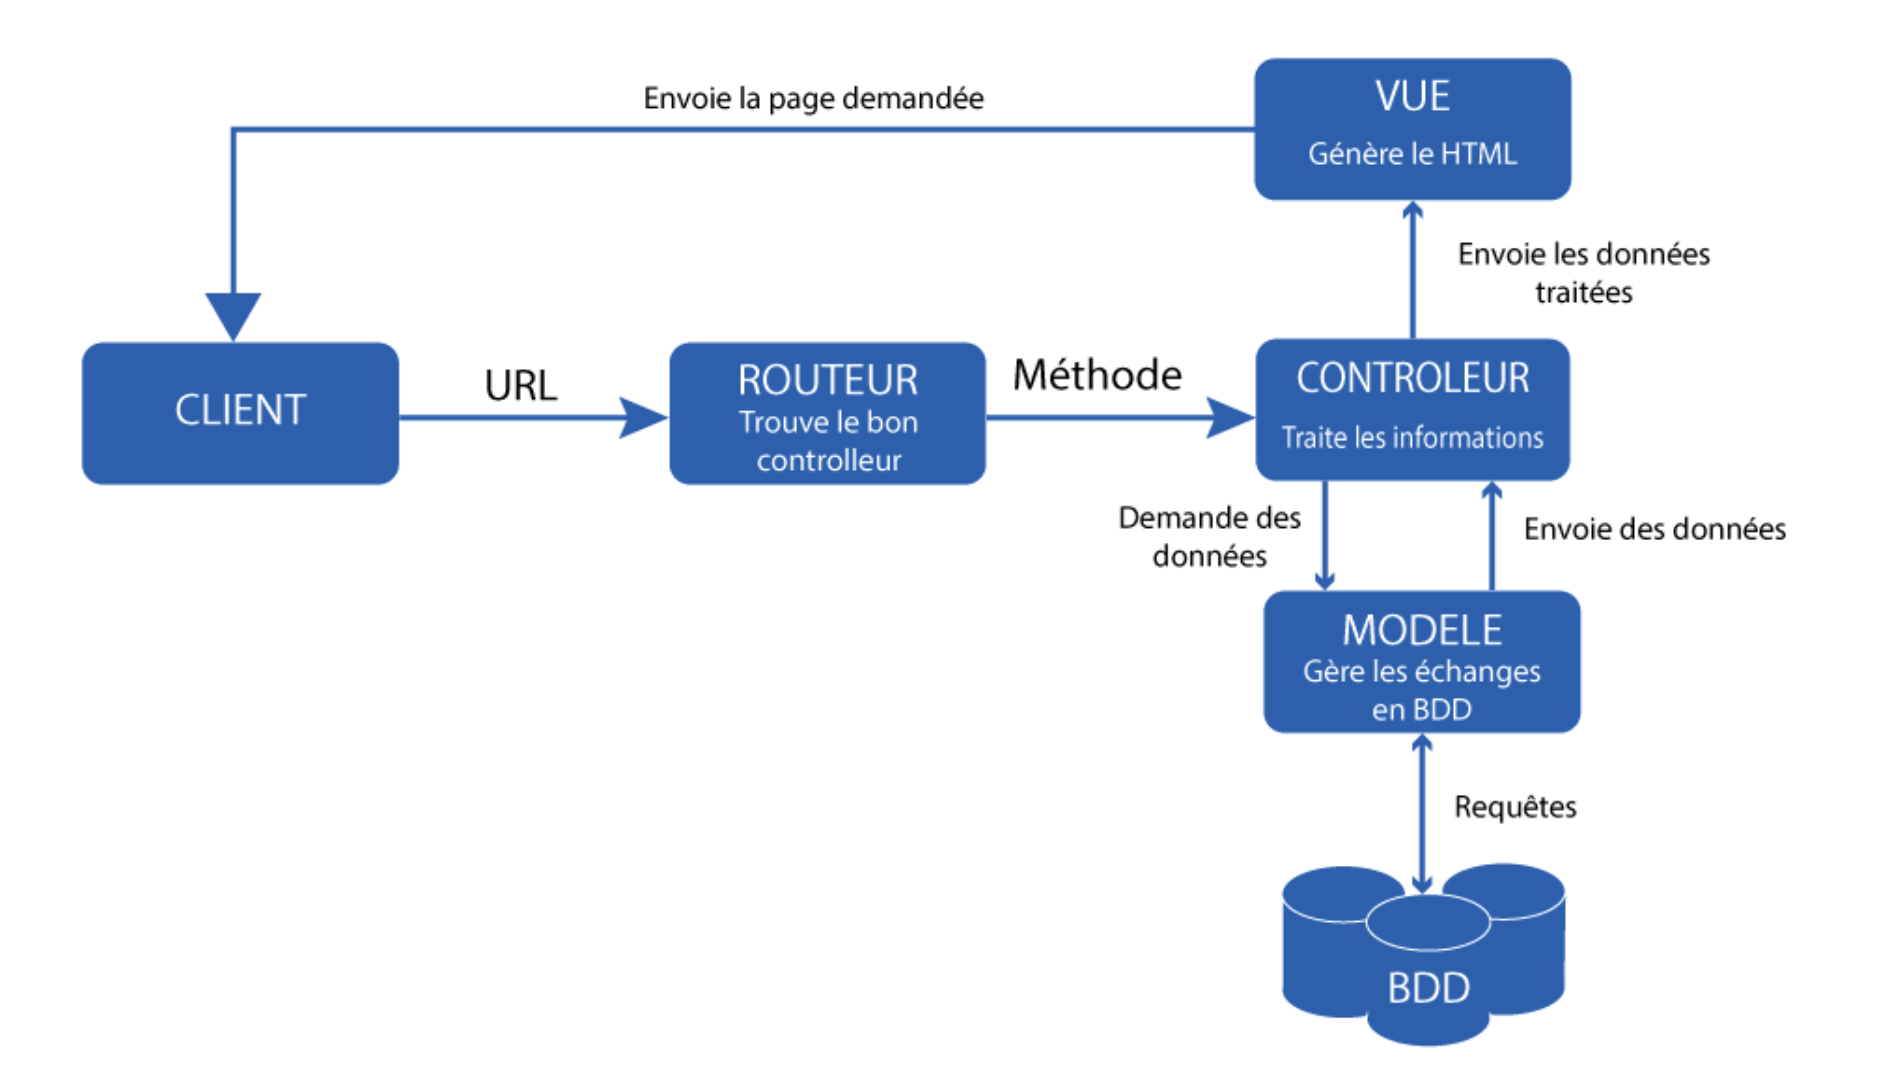 Envoie la page demandée
VUE
Génère le HTML
Envoie les données
traitées
CLIENT
URL
ROUTEUR
Trouve le bon
controlleur
Méthode
CONTROLEUR
Traite les informations
Demande des
données
Envoie des données
MODELE
Gère les échanges
en BDD
Requêtes
BDD